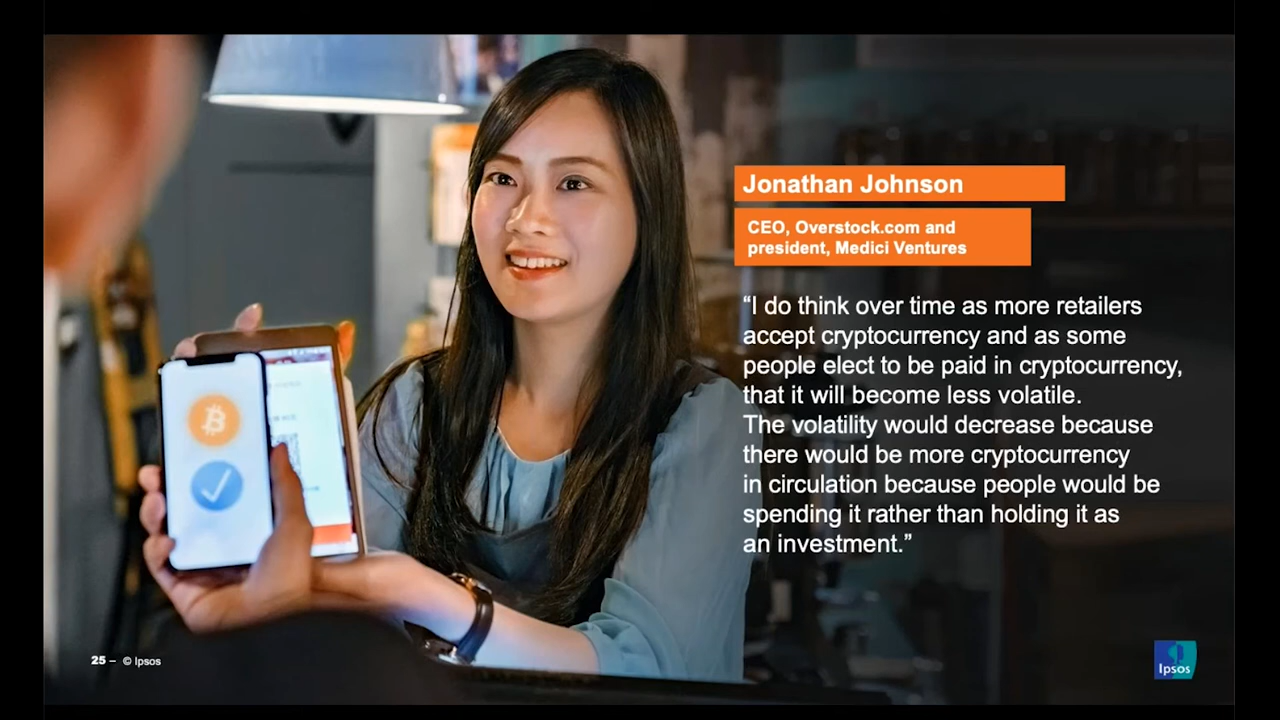 Jonathan Johnson
CEO, Overstock.com and
president, Medici Ventures
“I do think over time as more retailers
accept cryptocurrency and as some
people elect to be paid in cryptocurrency,
that it will become less volatile.
The volatility would decrease because
there would be more cryptocurrency
in circulation because people would be
spending it rather than holding it as
an investment.”
25 – © Ipsos
Ipsos